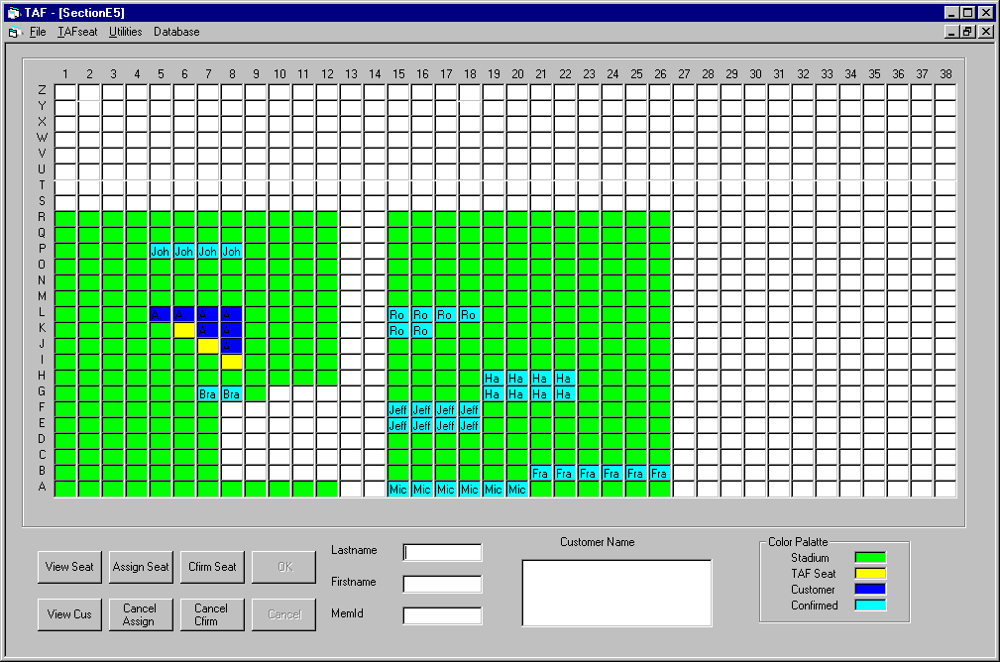 TAF - [SectionE5]
File TAFseat Utilities Database
1 2 3 4 5 6 7 8 9 10 11 12 13 14 15 16 17 18 19 20 21 22 23 24 25 26 27 28 29 30 31 32 33 34 35 36 37 38
Z
Y
X
W
V
U
T
S
R
Q
P Joh Joh Joh Joh
O
N
M
L A A A A Ro Ro Ro Ro
K A A Ro Ro
J A
I
H Ha Ha Ha Ha
G Bra Bra Ha Ha Ha Ha
F Jeff Jeff Jeff Jeff
E Jeff Jeff Jeff Jeff
D
C
B Fra Fra Fra Fra Fra Fra
A Mic Mic Mic Mic Mic Mic
View Seat Assign Seat Cfirm Seat OK
View Cus Cancel Assign Cancel Cfirm Cancel
Lastname
Firstname
MemId
Customer Name
Color Palatte
Stadium
TAF Seat
Customer
Confirmed